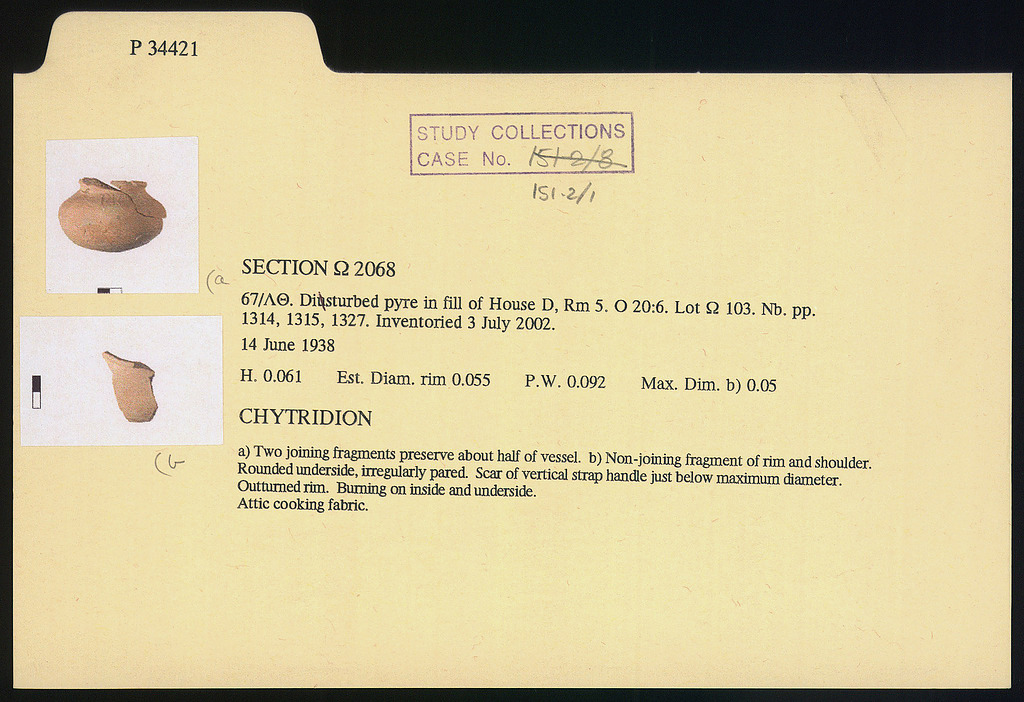 P 34421
STUDY COLLECTIONS
CASE No. 151-2/3
151-2/1
(a
SECTION Ω 2068
67/ΛΘ. Disturbed pyre in fill of House D, Rm 5. O 20:6. Lot Ω 103. Nb. pp.
1314, 1315, 1327. Inventoried 3 July 2002.
14 June 1938
H. 0.061 Est. Diam. rim 0.055 P.W. 0.092 Max. Dim. b) 0.05
CHYTRIDION
(b
a) Two joining fragments preserve about half of vessel. b) Non-joining fragment of rim and shoulder.
Rounded underside, irregularly pared. Scar of vertical strap handle just below maximum diameter.
Outturned rim. Burning on inside and underside.
Attic cooking fabric.